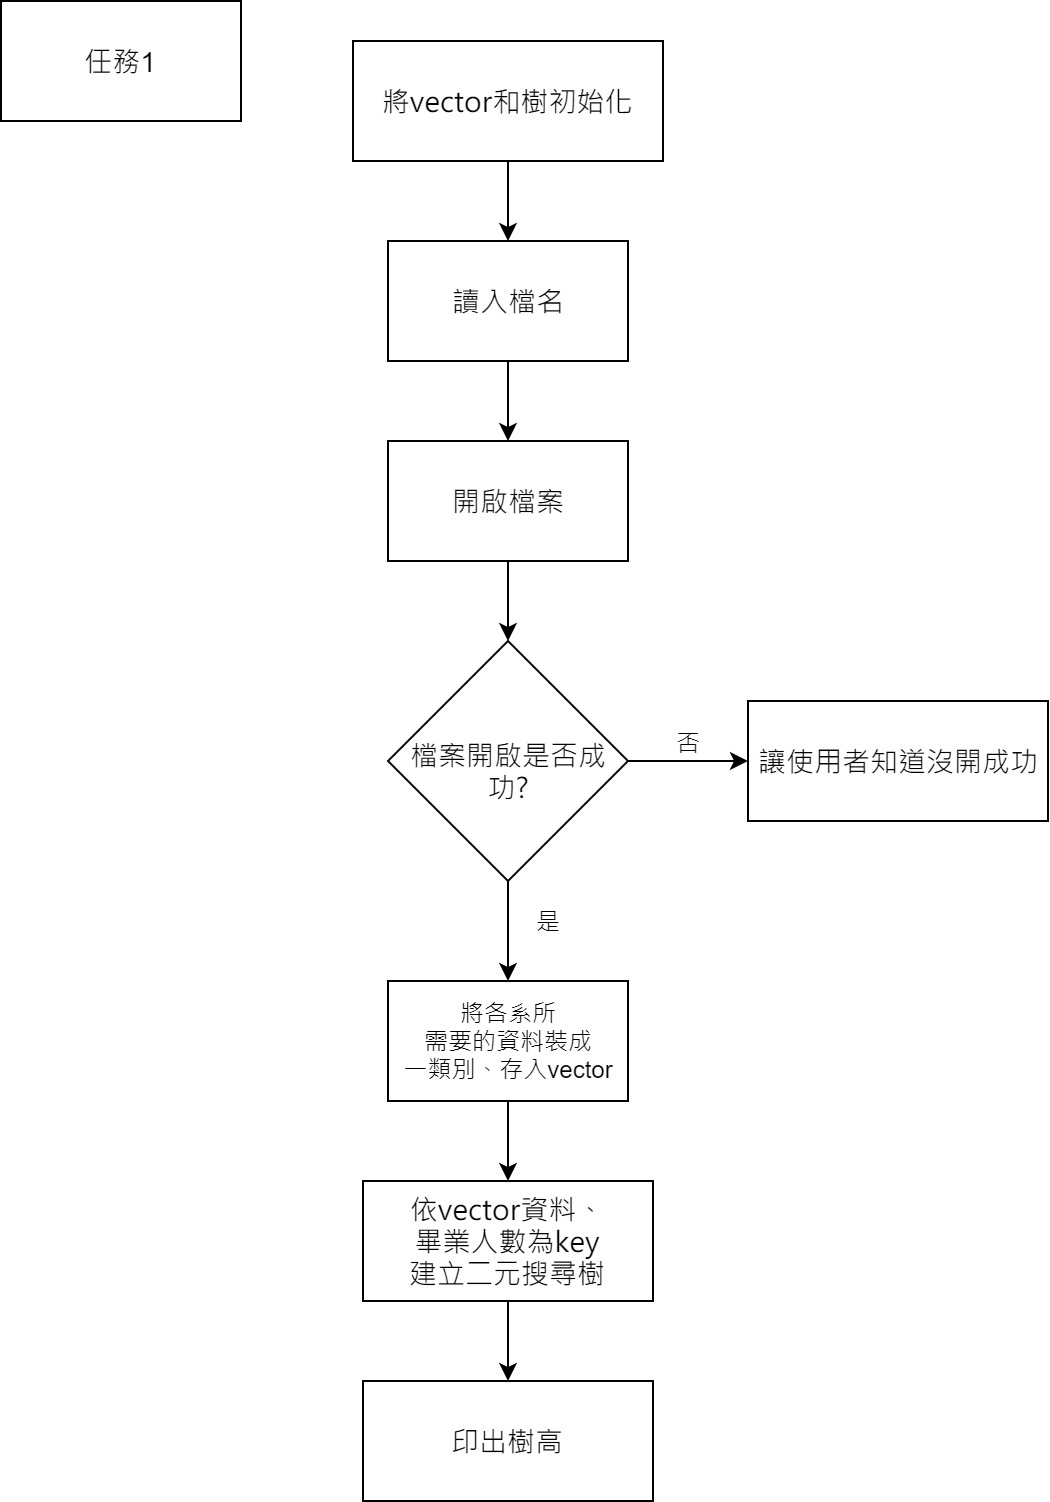 任務1
將vector和樹初始化
讀入檔名
開啟檔案
檔案開啟是否成
功?
否
讓使用者知道沒開成功
是
將各系所
需要的資料裝成
一類別、存入vector
依vector資料、
畢業人數為key
建立二元搜尋樹
印出樹高